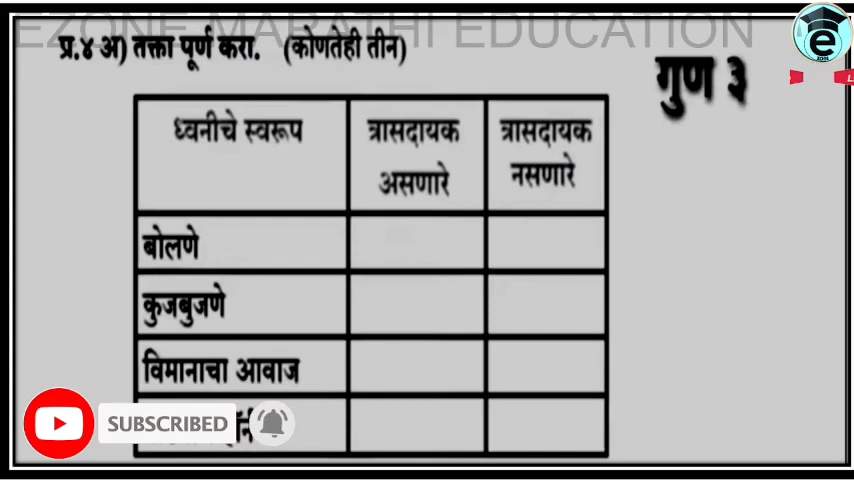 EZONE MARATHI EDUCATION
प्र.४ अ) तक्ता पूर्ण करा. (कोणतेही तीन)
गुण ३
ध्वनीचे स्वरूप त्रासदायक असणारे त्रासदायक नसणारे
बोलणे
कुजबुजणे
विमानाचा आवाज
SUBSCRIBED
e